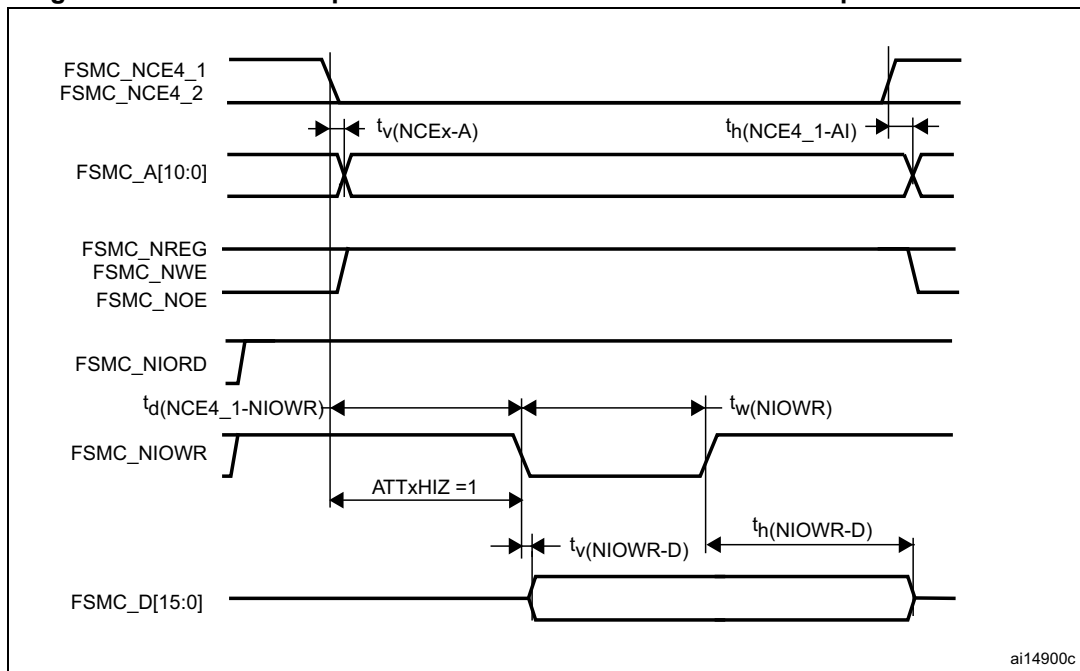 FSMC_NCE4_1
FSMC_NCE4_2
tv(NCEx-A)
th(NCE4_1-AI)
FSMC_A[10:0]
FSMC_NREG
FSMC_NWE
FSMC_NOE
FSMC_NIORD
td(NCE4_1-NIOWR)
tw(NIOWR)
FSMC_NIOWR
ATTxHIZ =1
th(NIOWR-D)
tv(NIOWR-D)
FSMC_D[15:0]
ai14900c